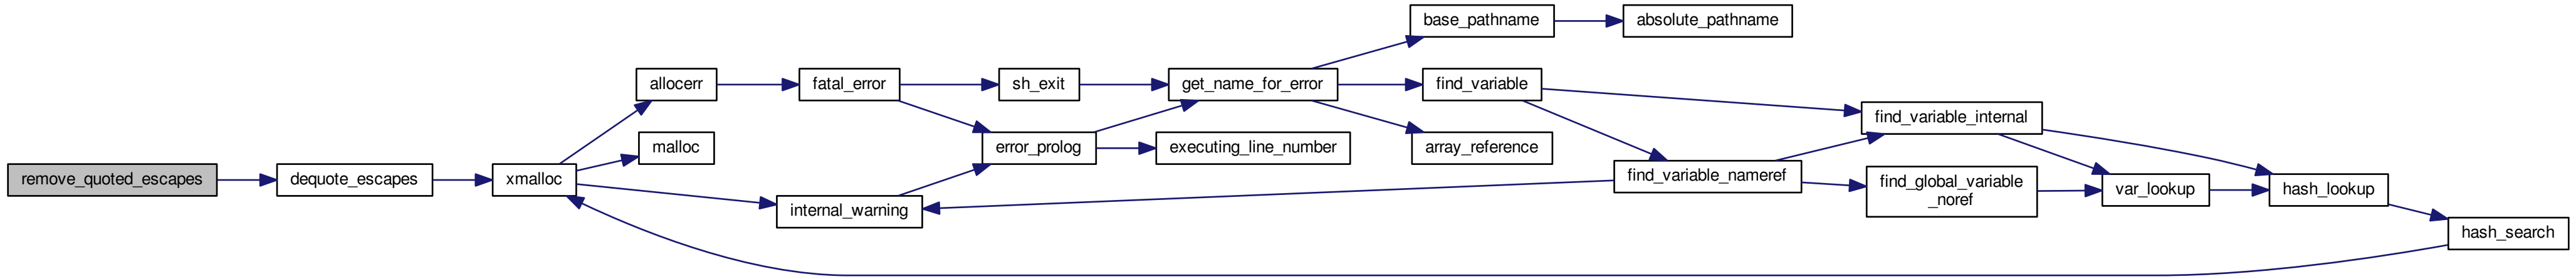 remove_quoted_escapes
dequote_escapes
xmalloc
allocerr
malloc
internal_warning
fatal_error
sh_exit
error_prolog
get_name_for_error
executing_line_number
base_pathname
absolute_pathname
find_variable
array_reference
find_variable_nameref
find_variable_internal
find_global_variable
_noref
var_lookup
hash_lookup
hash_search